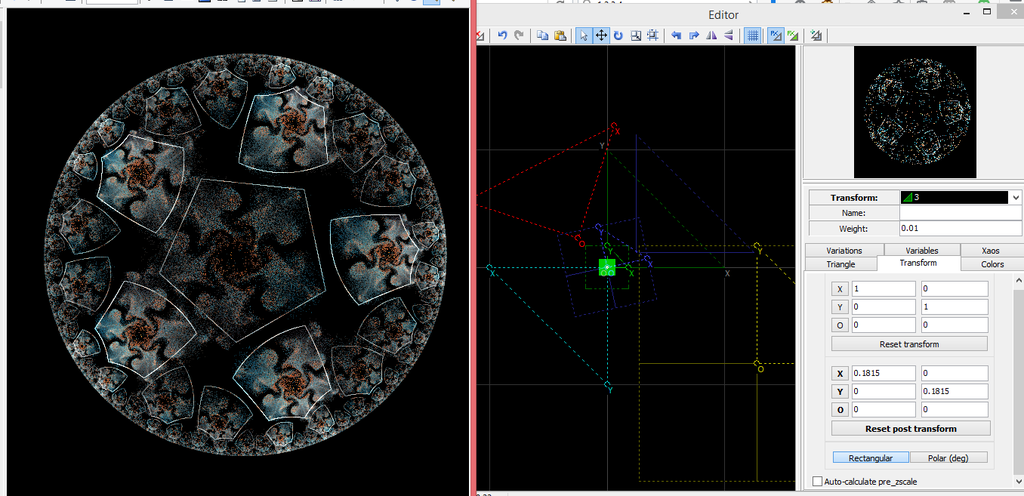 Editor
Transform: 3
Name:
Weight: 0.01
Variations Variables Xaos
Triangle Transform Colors
X 1 0
Y 0 1
O 0 0
Reset transform
X 0.1815 0
Y 0 0.1815
O 0 0
Reset post transform
Rectangular Polar (deg)
Auto-calculate pre_zscale
X
Y
O
Y
Y
X
Y
X
X
X
Y
O
Y